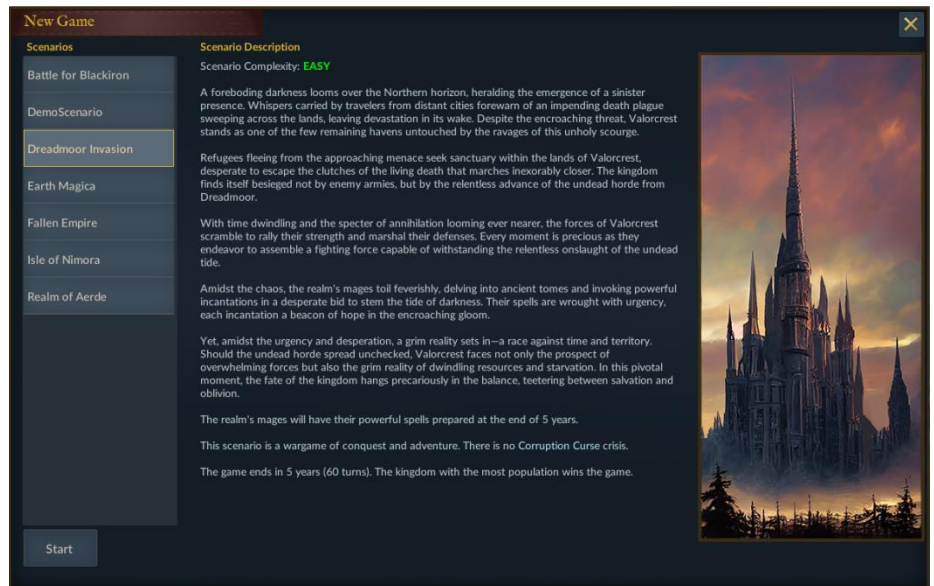 New Game
Scenarios
Battle for Blackiron
DemoScenario
Dreadmoor Invasion
Earth Magica
Fallen Empire
Isle of Nimora
Realm of Aerde
Start
Scenario Description
Scenario Complexity: EASY
A foreboding darkness looms over the Northern horizon, heralding the emergence of a sinister
presence. Whispers carried by travelers from distant cities forewarn of an impending death plague
sweeping across the lands, leaving devastation in its wake. Despite the encroaching threat, Valorcrest
stands as one of the few remaining havens untouched by the ravages of this unholy scourge.
Refugees fleeing from the approaching menace seek sanctuary within the lands of Valorcrest,
desperate to escape the clutches of the living death that marches inexorably closer. The kingdom
finds itself besieged not by enemy armies, but by the relentless advance of the undead horde from
Dreadmoor.
With time dwindling and the specter of annihilation looming ever nearer, the forces of Valorcrest
scramble to rally their strength and marshal their defenses. Every moment is precious as they
endeavor to assemble a fighting force capable of withstanding the relentless onslaught of the undead
tide.
Amidst the chaos, the realm's mages toil feverishly, delving into ancient tomes and invoking powerful
incantations in a desperate bid to stem the tide of darkness. Their spells are wrought with urgency,
each incantation a beacon of hope in the encroaching gloom.
Yet, amidst the urgency and desperation, a grim reality sets in—a race against time and territory.
Should the undead horde spread unchecked, Valorcrest faces not only the prospect of
overwhelming forces but also the grim reality of dwindling resources and starvation. In this pivotal
moment, the fate of the kingdom hangs precariously in the balance, teetering between salvation and
oblivion.
The realm's mages will have their powerful spells prepared at the end of 5 years.
This scenario is a wargame of conquest and adventure. There is no Corruption Curse crisis.
The game ends in 5 years (60 turns). The kingdom with the most population wins the game.